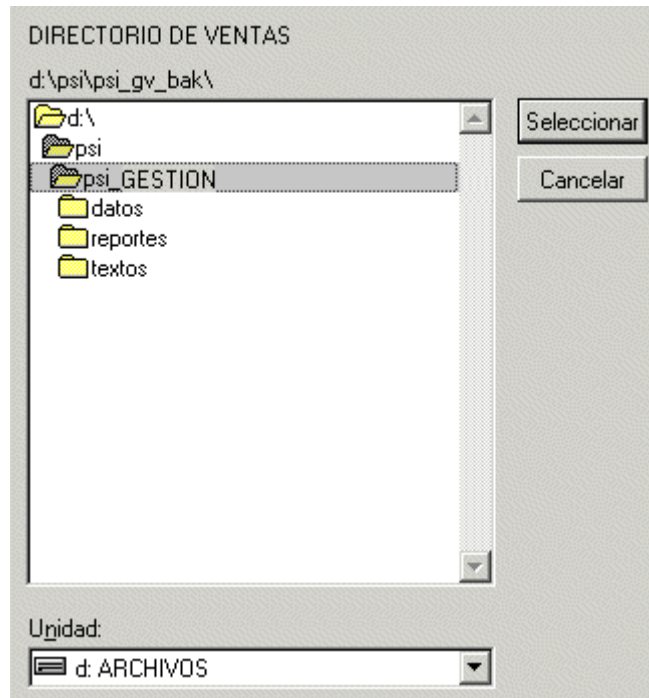 DIRECTORIO DE VENTAS
d:\psi\psi_gv_bak\
d:\
Seleccionar
psi
psi_GESTION
Cancelar
datos
reportes
textos
Unidad:
d: ARCHIVOS